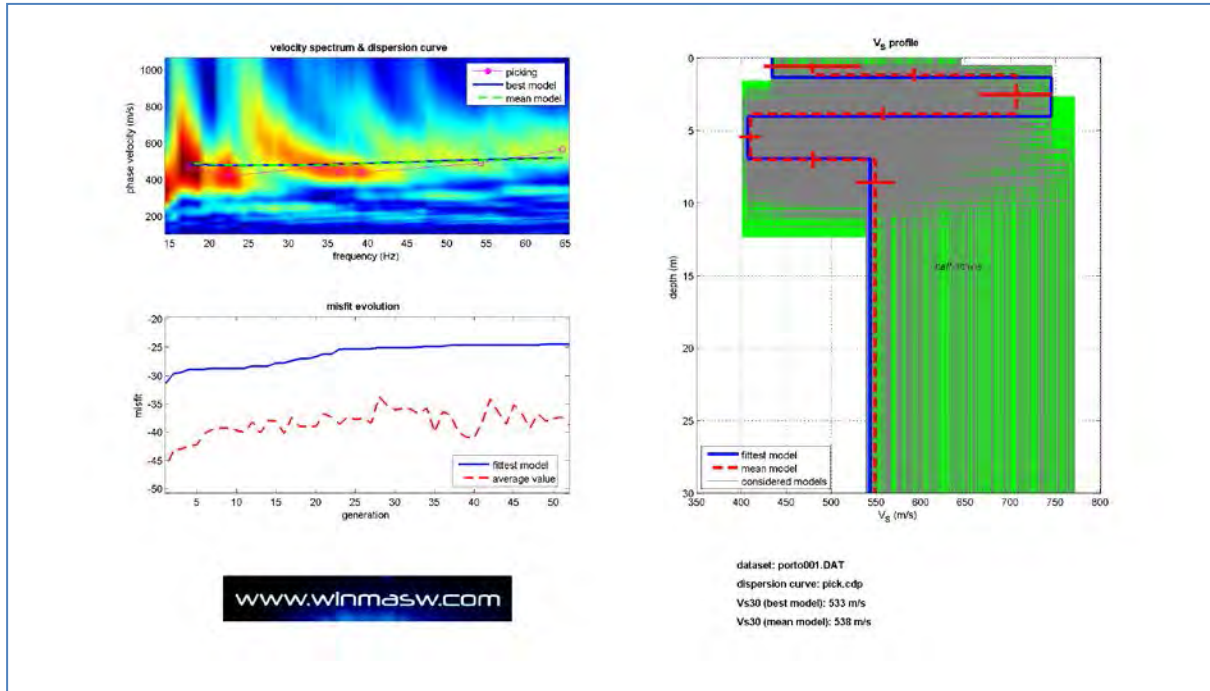 velocity spectrum & dispersion curve
1000
800
600
400
200
phase velocity (m/s)
picking
best model
mean model
15 20 25 30 35 40 45 50 55 60 65
frequency (Hz)
misfit evolution
-20
-25
-30
-35
-40
-45
-50
misfit
fittest model
average value
5 10 15 20 25 30 35 40 45 50
generation
www.winmasw.com
VS profile
0
5
10
15
20
25
30
depth (m)
fittest model
mean model
considered models
350 400 450 500 550 600 650 700 750 800
VS (m/s)
dataset: porto001.DAT
dispersion curve: pick.cdp
Vs30 (best model): 533 m/s
Vs30 (mean model): 538 m/s